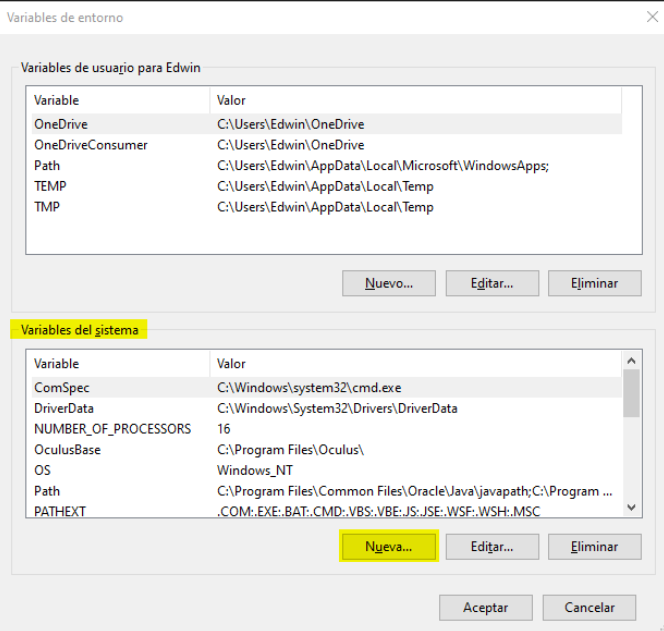 Variables de entorno
Variables de usuario para Edwin
Variable Valor
OneDrive C:\Users\Edwin\OneDrive
OneDriveConsumer C:\Users\Edwin\OneDrive
Path C:\Users\Edwin\AppData\Local\Microsoft\WindowsApps;
TEMP C:\Users\Edwin\AppData\Local\Temp
TMP C:\Users\Edwin\AppData\Local\Temp
Nuevo... Editar... Eliminar
Variables del sistema
Variable Valor
ComSpec C:\Windows\system32\cmd.exe
DriverData C:\Windows\System32\Drivers\DriverData
NUMBER_OF_PROCESSORS 16
OculusBase C:\Program Files\Oculus\
OS Windows_NT
Path C:\Program Files\Common Files\Oracle\Java\javapath;C:\Program ...
PATHEXT .COM;.EXE;.BAT;.CMD;.VBS;.VBE;.JS;.JSE;.WSF;.WSH;.MSC
Nueva... Editar... Eliminar
Aceptar Cancelar